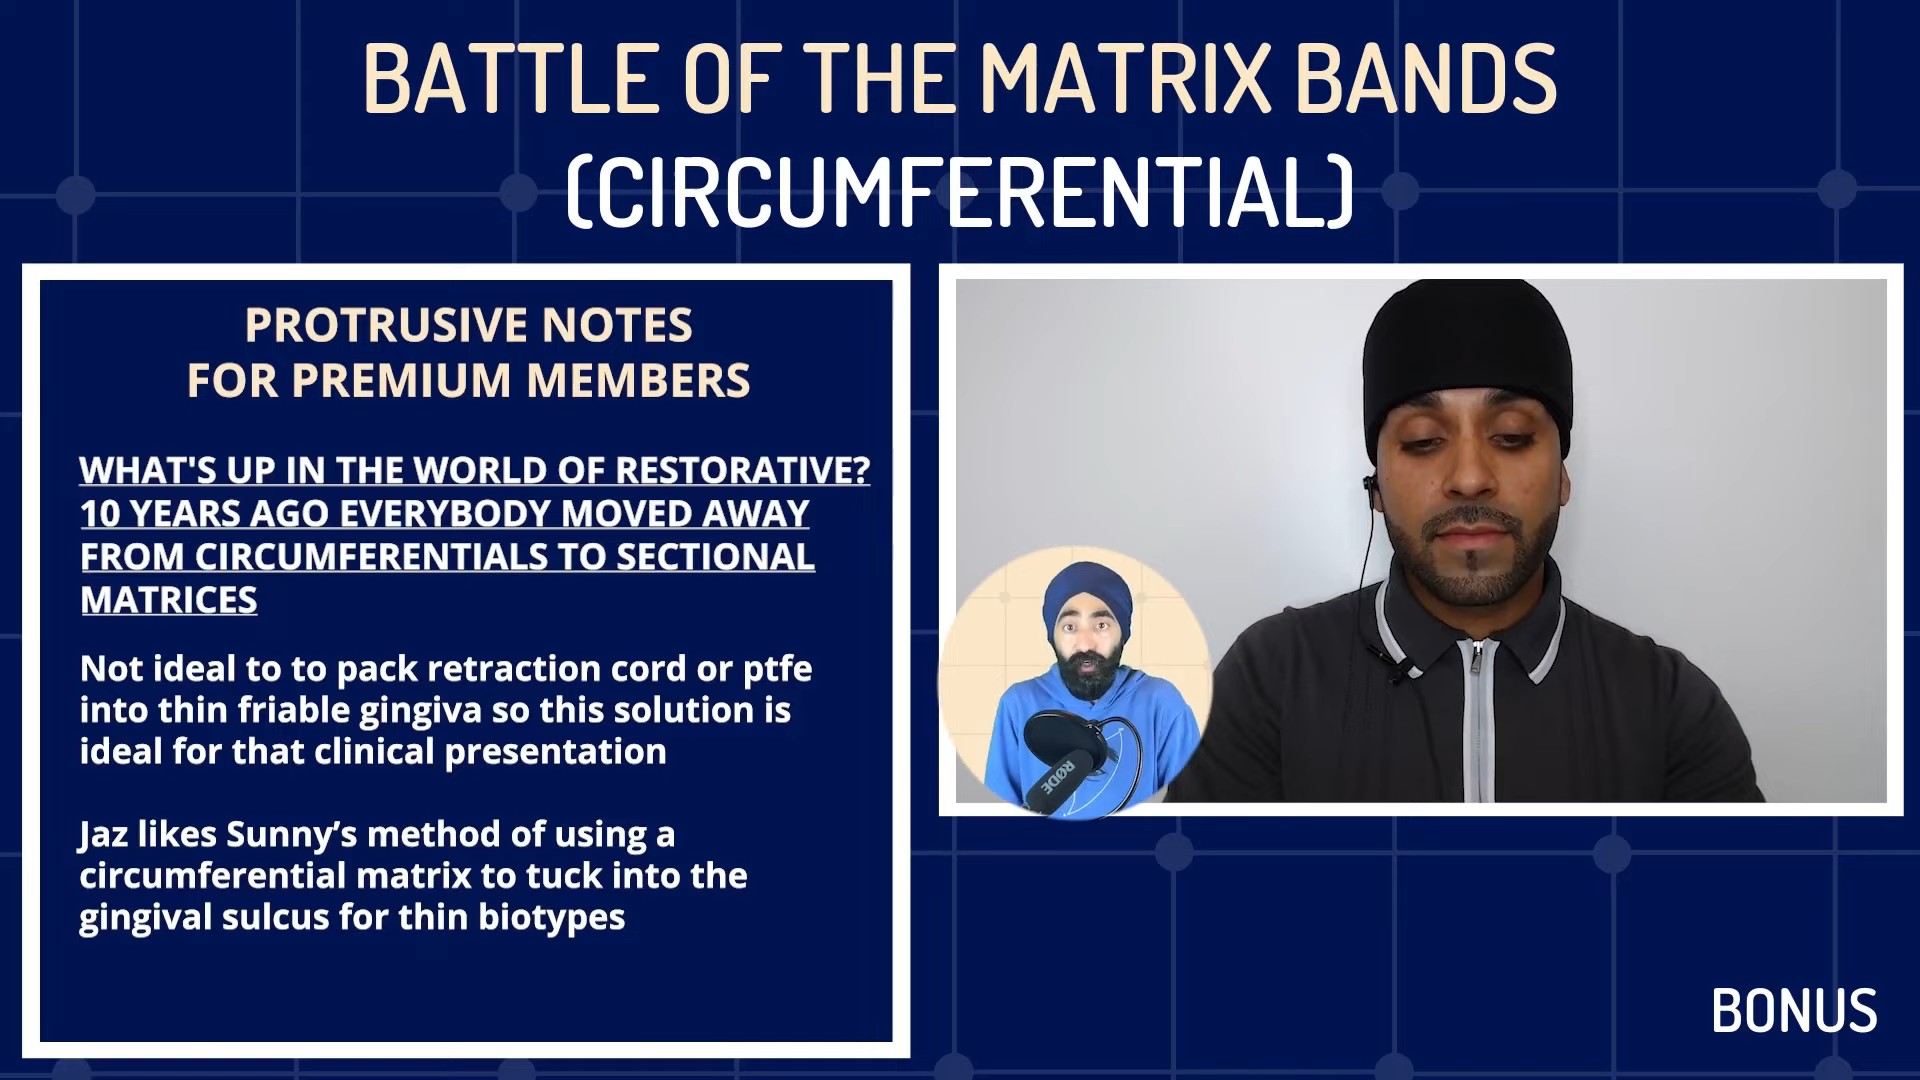 BATTLE OF THE MATRIX BANDS
(CIRCUMFERENTIAL)
PROTRUSIVE NOTES
FOR PREMIUM MEMBERS
WHAT'S UP IN THE WORLD OF RESTORATIVE?
10 YEARS AGO EVERYBODY MOVED AWAY
FROM CIRCUMFERENTIALS TO SECTIONAL
MATRICES
Not ideal to to pack retraction cord or ptfe
into thin friable gingiva so this solution is
ideal for that clinical presentation
Jaz likes Sunny’s method of using a
circumferential matrix to tuck into the
gingival sulcus for thin biotypes
RØDE
BONUS